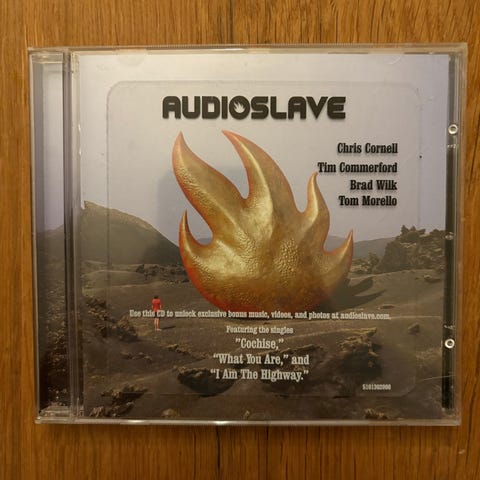 AUDIOSLAVE
Chris Cornell
Tim Commerford
Brad Wilk
Tom Morello
Use this CD to unlock exclusive bonus music, videos, and photos at audioslave.com.
Featuring the singles
"Cochise,"
"What You Are," and
"I Am The Highway."
5101302000